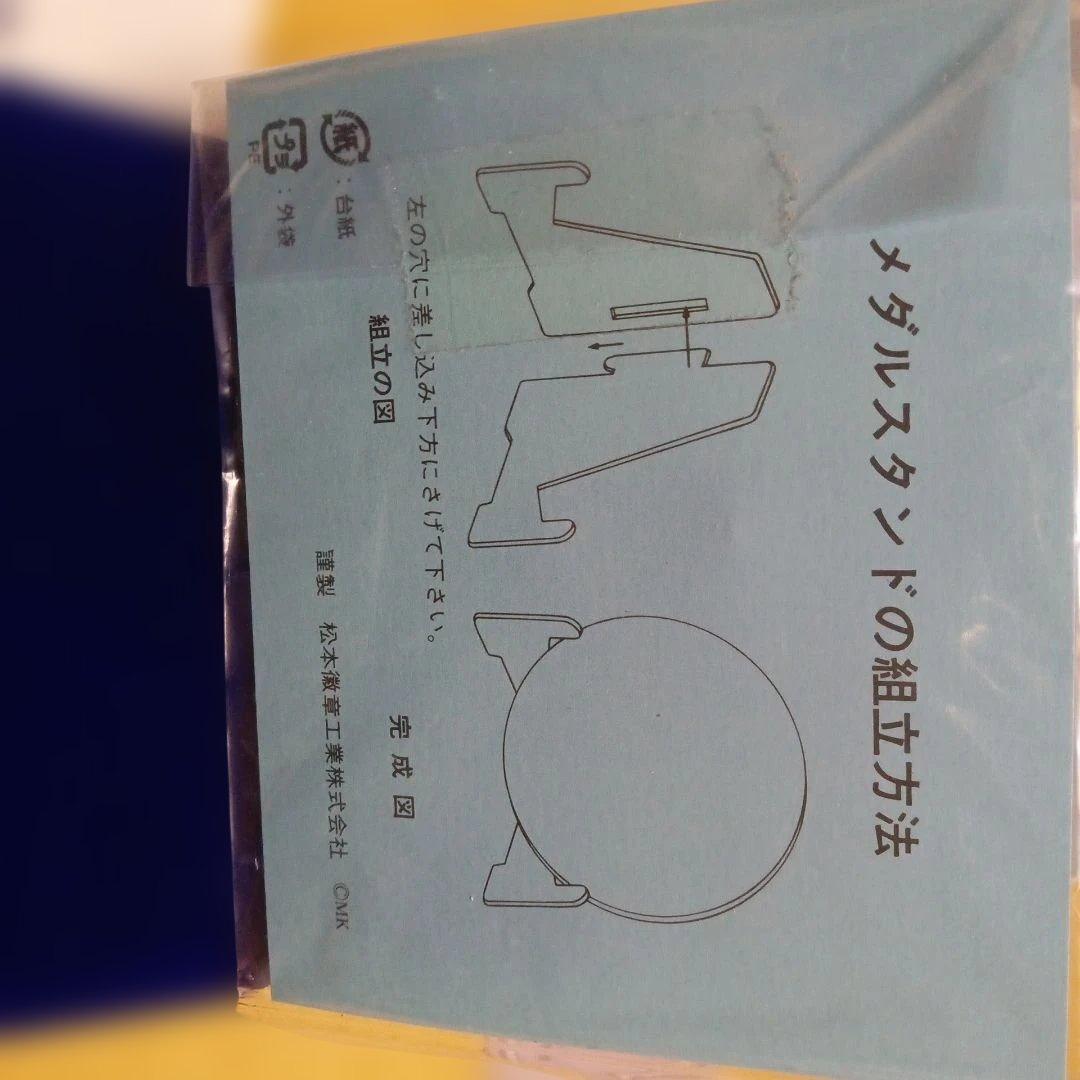 メダルスタンドの組立方法
左の穴に差し込み下方にさげて下さい。
組立の図
完成図
紙：台紙
プラ：外袋
PE
謹製 松本徽章工業株式会社 ©MK